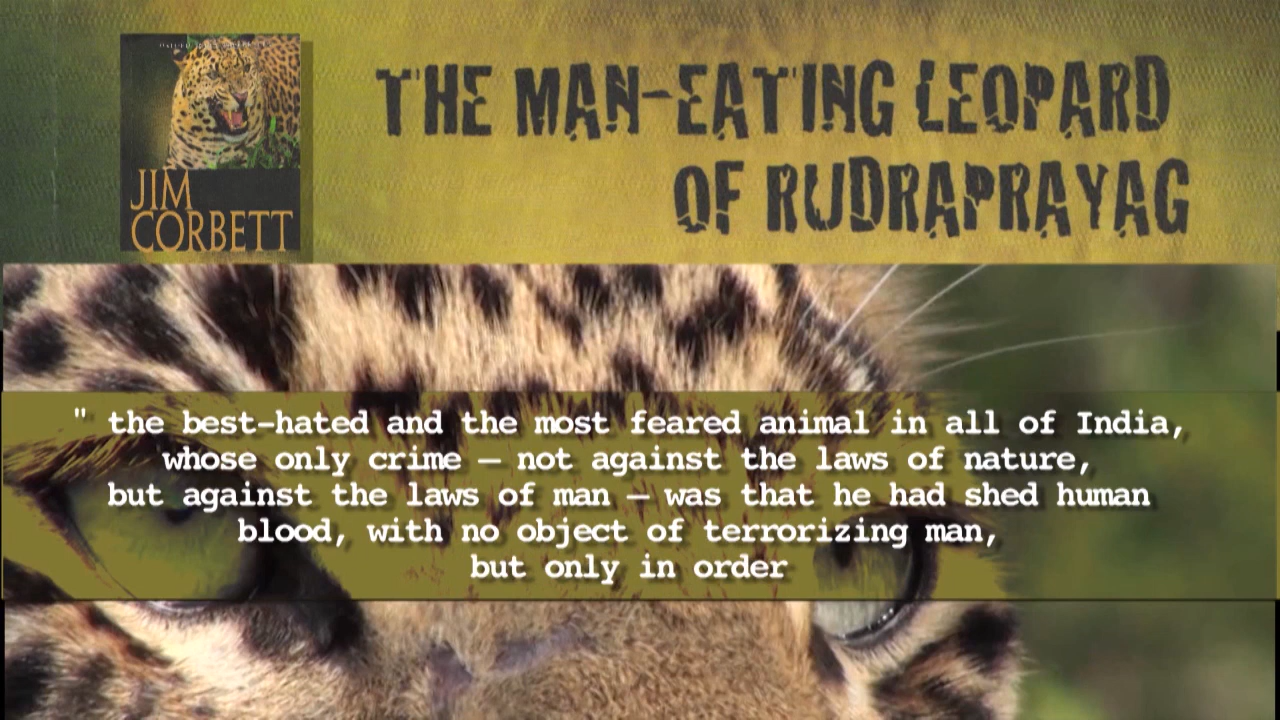 JIM
CORBETT
THE MAN-EATING LEOPARD
OF RUDRAPRAYAG
" the best-hated and the most feared animal in all of India,
whose only crime — not against the laws of nature,
but against the laws of man — was that he had shed human
blood, with no object of terrorizing man,
but only in order